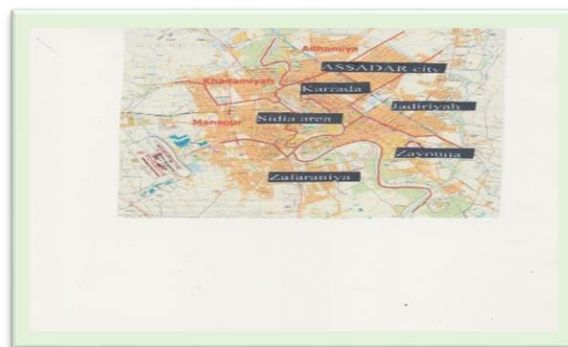 Adhamiya
ASSADAR city
Khadamiyah
Karrada
Jadiriyah
Mansour
Sidia area
Zayouna
Zafaraniya